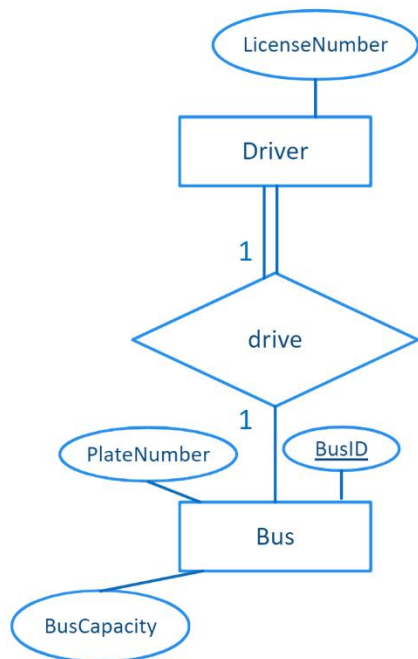 LicenseNumber
Driver
1
drive
1
PlateNumber
BusID
Bus
BusCapacity